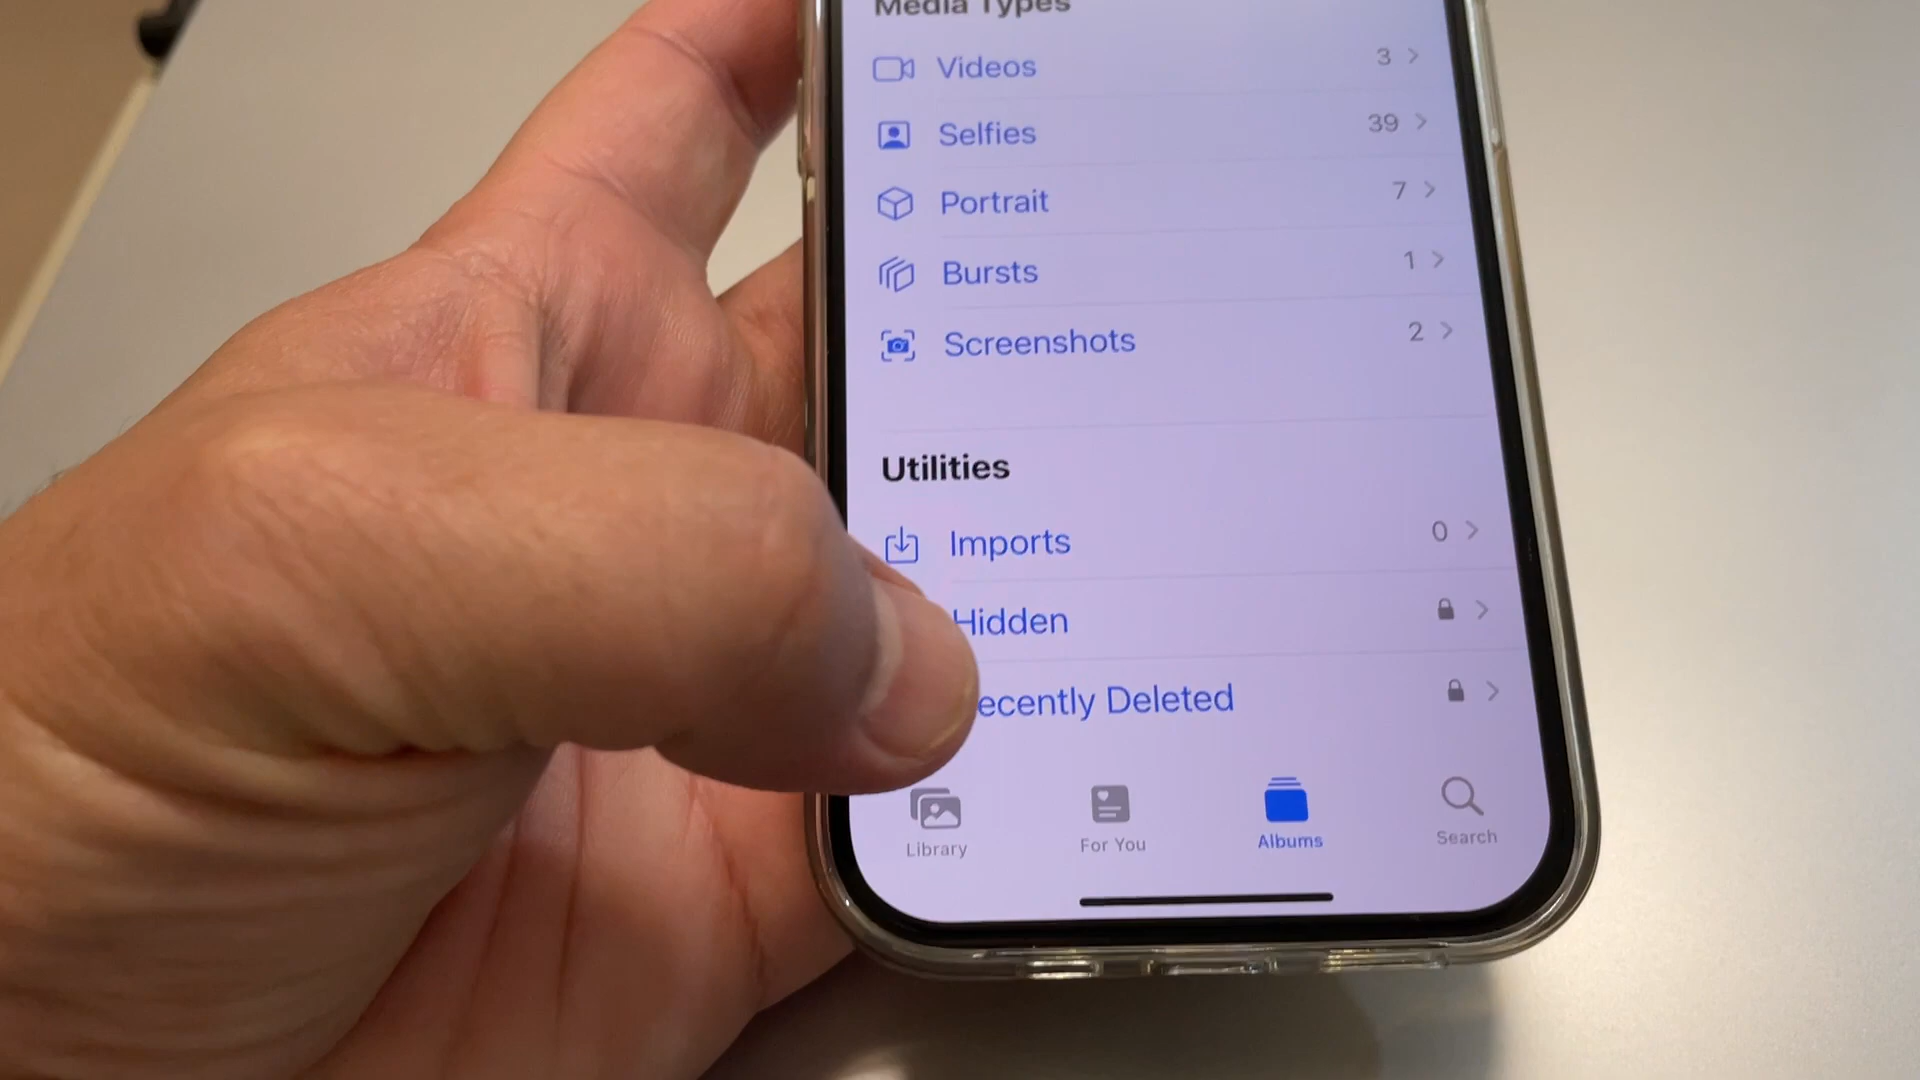 Media Types
Videos 3
Selfies 39
Portrait 7
Bursts 1
Screenshots 2
Utilities
Imports 0
Hidden
ecently Deleted
Library For You Albums Search